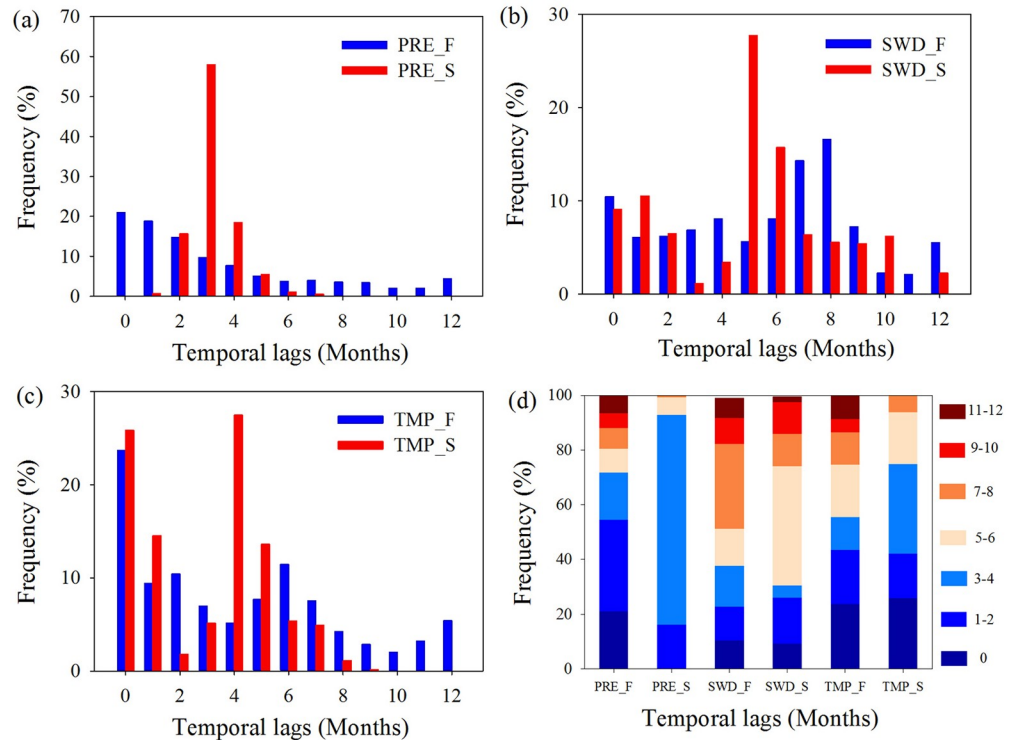 (a)
70
60
50
40
30
20
10
0
Frequency (%)
PRE_F
PRE_S
0 2 4 6 8 10 12
Temporal lags (Months)
(b)
30
20
10
0
Frequency (%)
SWD_F
SWD_S
0 2 4 6 8 10 12
Temporal lags (Months)
(c)
30
20
10
0
Frequency (%)
TMP_F
TMP_S
0 2 4 6 8 10 12
Temporal lags (Months)
(d)
100
80
60
40
20
0
Frequency (%)
11-12
9-10
7-8
5-6
3-4
1-2
0
PRE_F PRE_S SWD_F SWD_S TMP_F TMP_S
Temporal lags (Months)